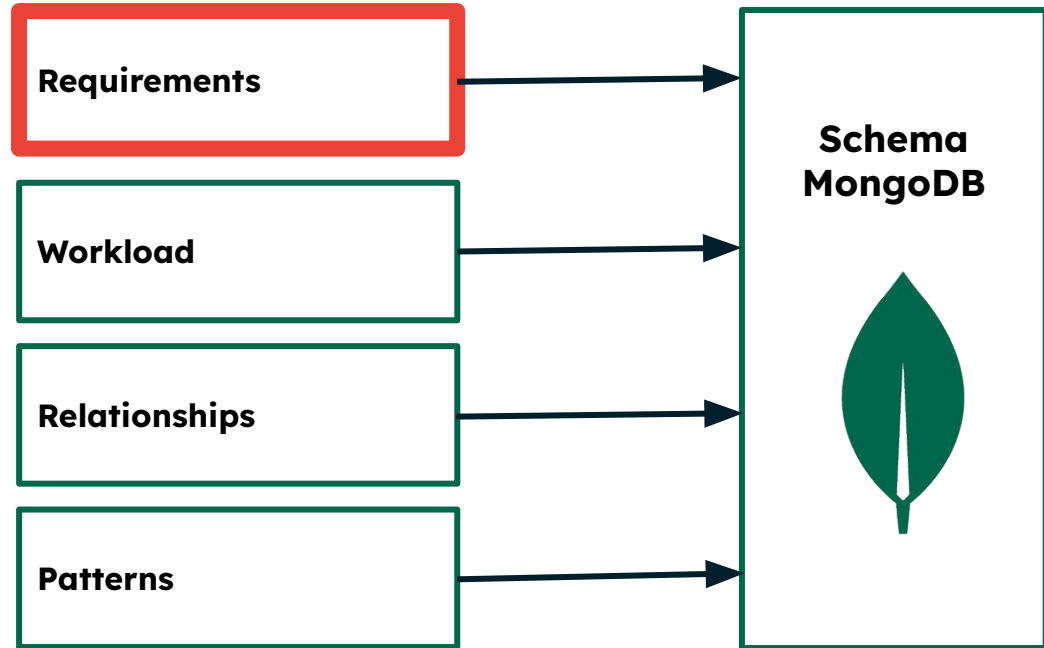 Requirements
Workload
Relationships
Patterns
Schema
MongoDB